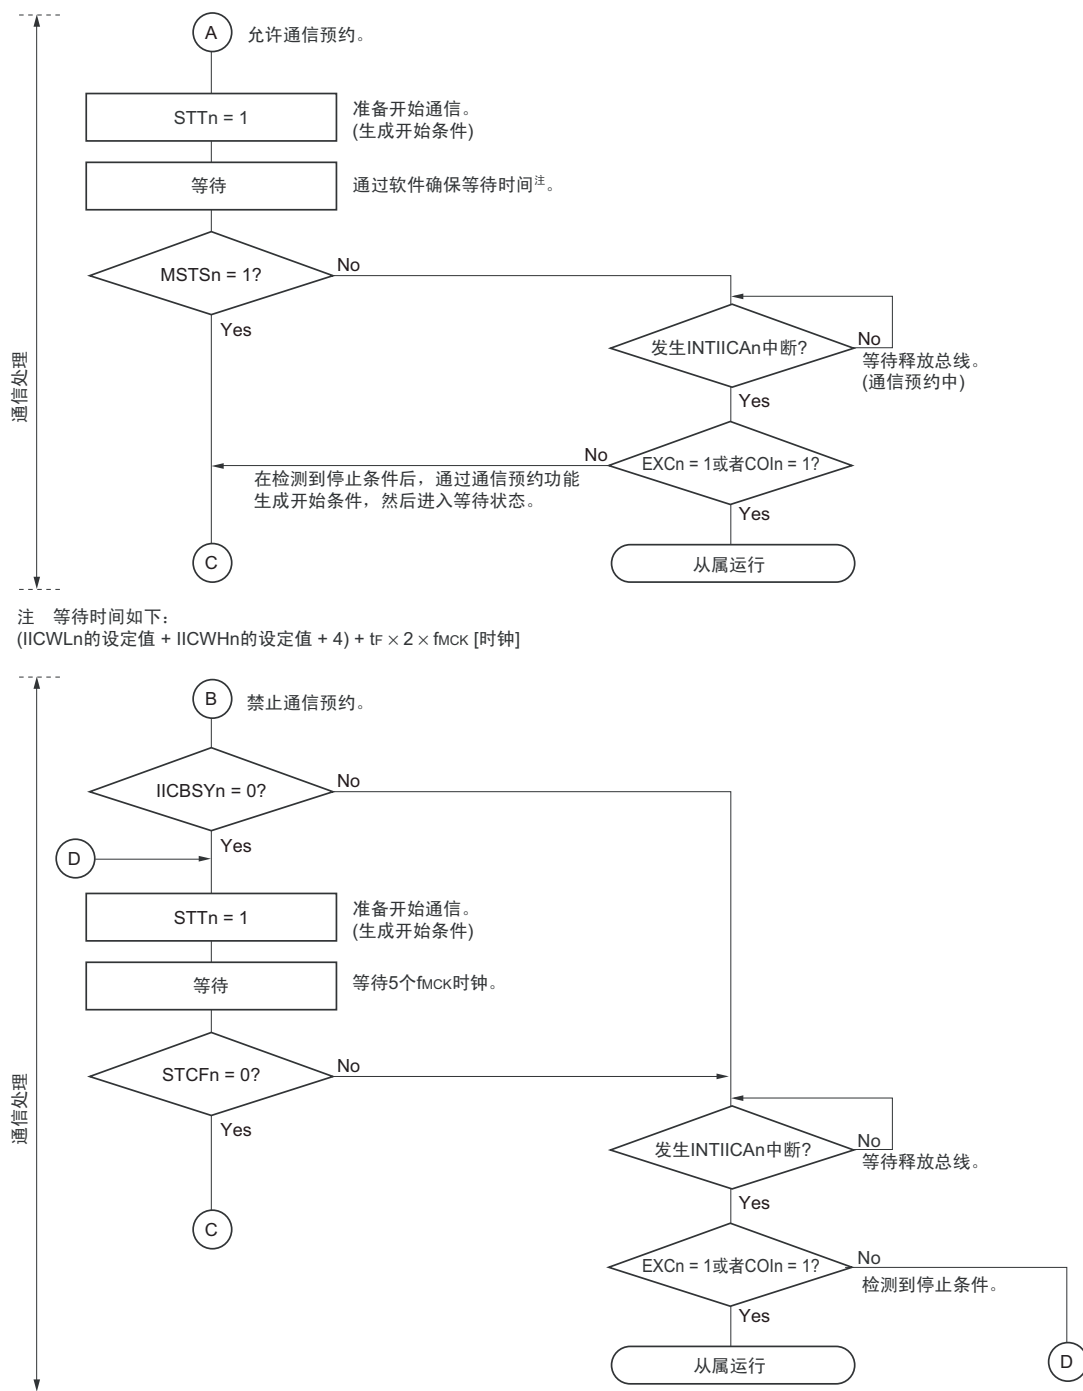 A 允许通信预约。
STTn = 1
准备开始通信。
(生成开始条件)
等待
通过软件确保等待时间注。
MSTSn = 1?
No
Yes
发生INTIICAn中断?
No
等待释放总线。
(通信预约中)
Yes
EXCn = 1或者COIn = 1?
No
在检测到停止条件后，通过通信预约功能
生成开始条件，然后进入等待状态。
Yes
C
从属运行
通信处理
注 等待时间如下：
(IICWLn的设定值 + IICWHn的设定值 + 4) + tF × 2 × fMCK [时钟]
B 禁止通信预约。
IICBSYn = 0?
No
Yes
D
STTn = 1
准备开始通信。
(生成开始条件)
等待
等待5个fMCK时钟。
STCFn = 0?
No
Yes
C
发生INTIICAn中断?
No
等待释放总线。
Yes
EXCn = 1或者COIn = 1?
No
检测到停止条件。
Yes
从属运行
D
通信处理